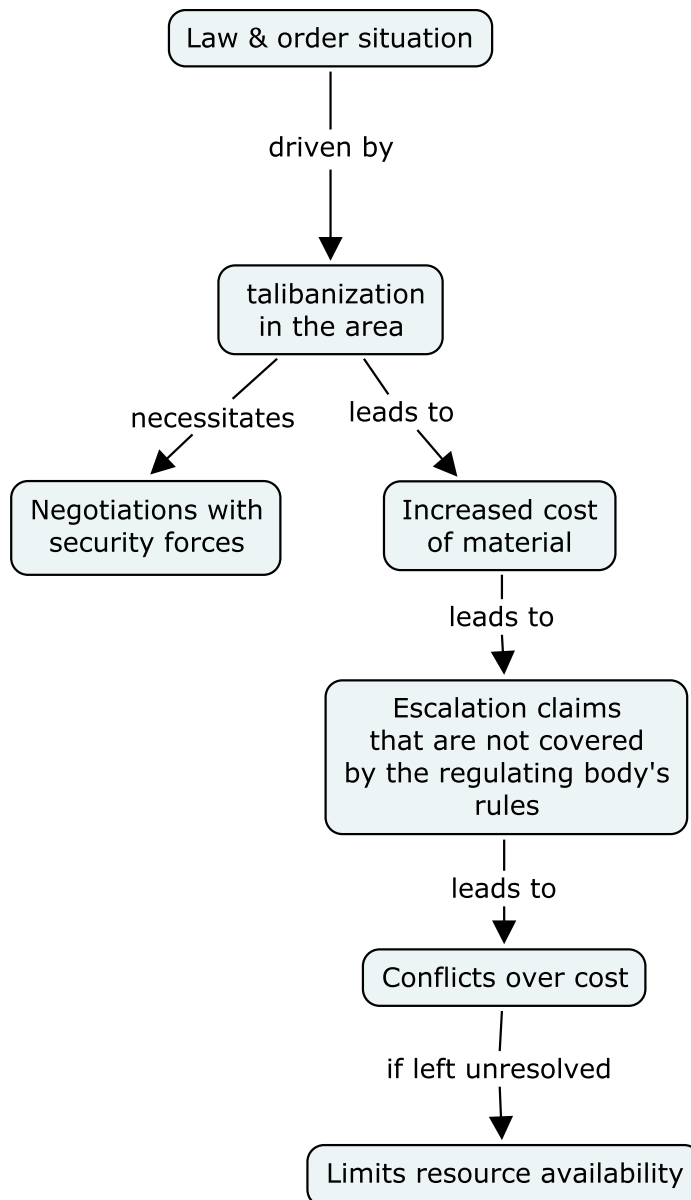 Law & order situation
driven by
talibanization
in the area
necessitates
leads to
Negotiations with
security forces
Increased cost
of material
leads to
Escalation claims
that are not covered
by the regulating body's
rules
leads to
Conflicts over cost
if left unresolved
Limits resource availability